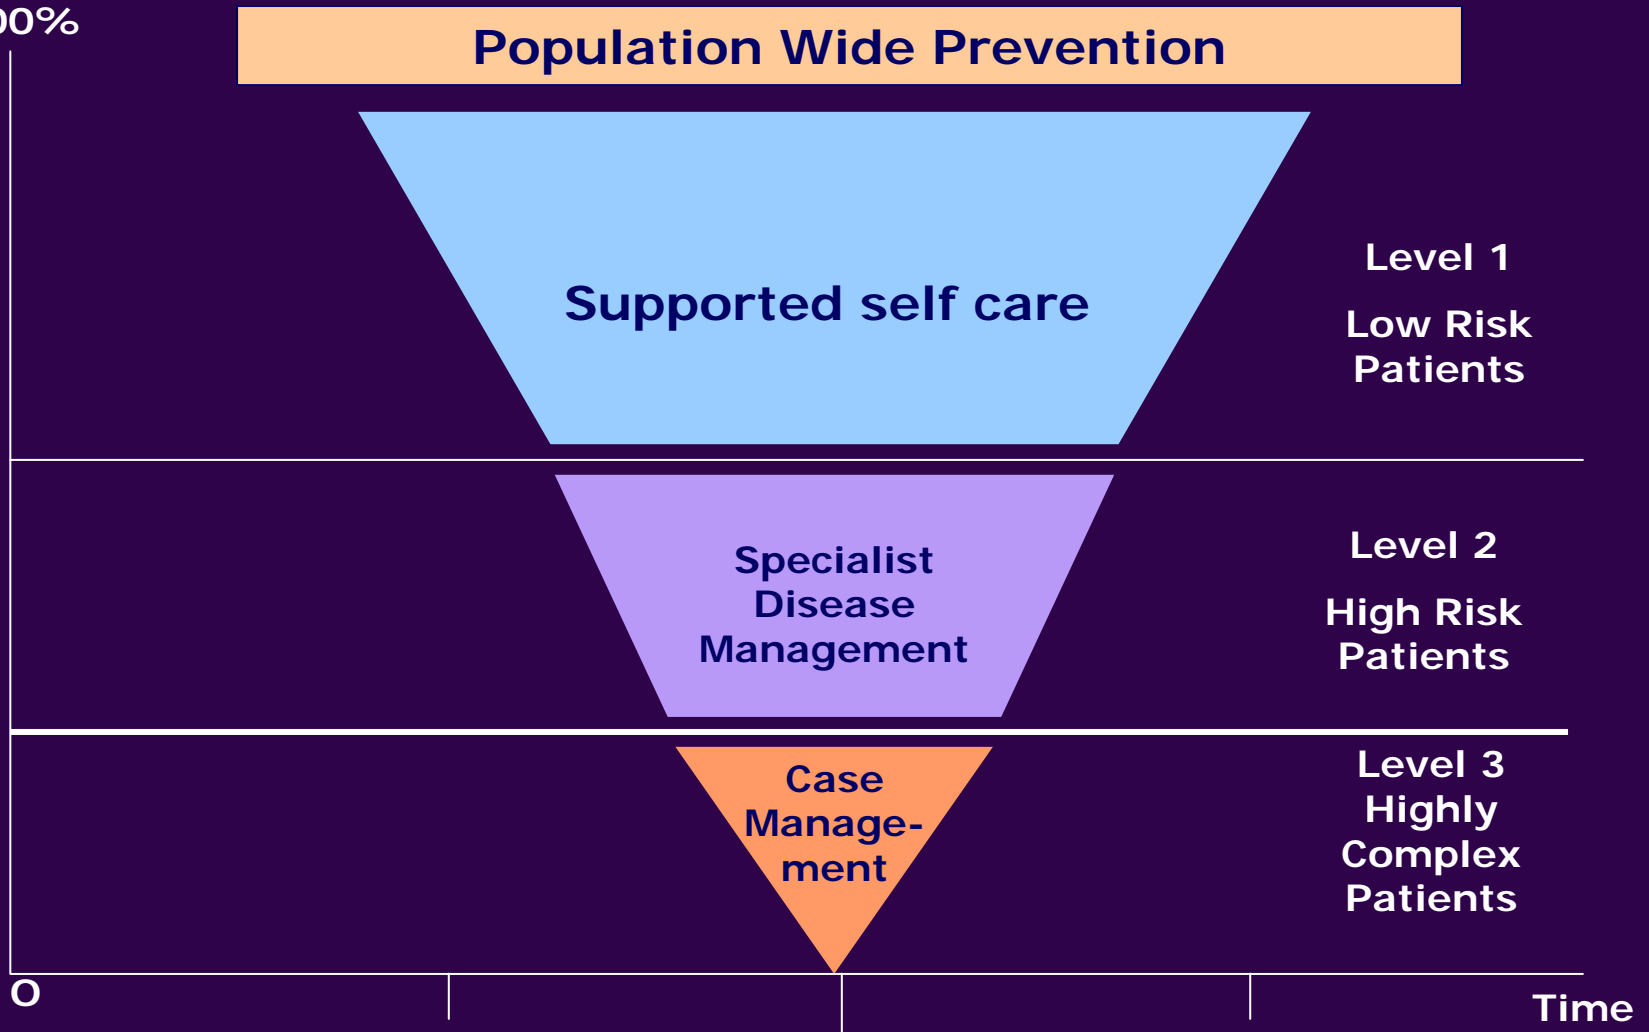 00%
Population Wide Prevention
Supported self care
Level 1
Low Risk
Patients
Specialist
Disease
Management
Level 2
High Risk
Patients
Case
Manage-
ment
Level 3
Highly
Complex
Patients
O
Time